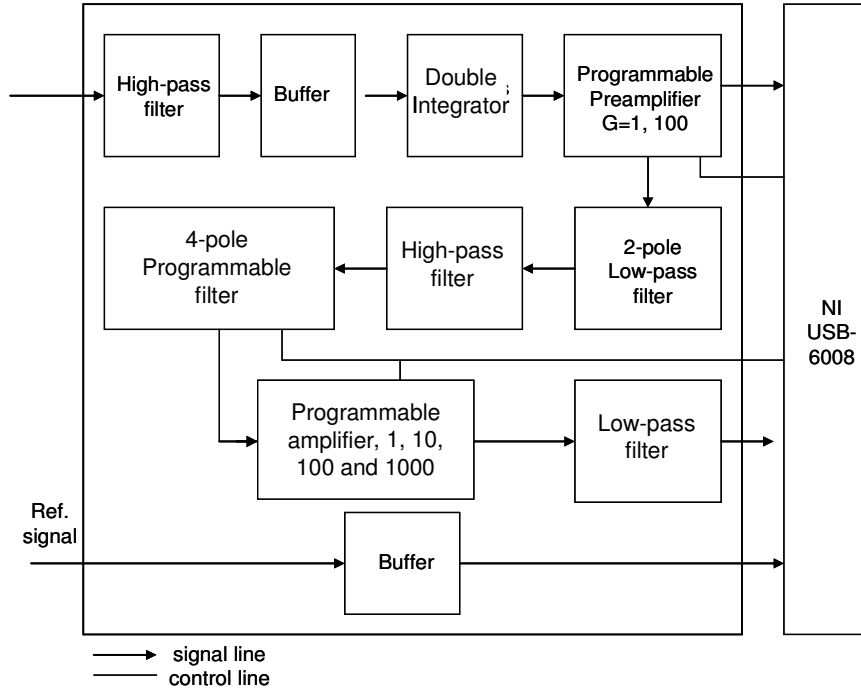 High-pass
filter
Buffer
Double
Integrator
Programmable
Preamplifier
G=1, 100
4-pole
Programmable
filter
High-pass
filter
2-pole
Low-pass
filter
NI
USB-
6008
Programmable
amplifier, 1, 10,
100 and 1000
Low-pass
filter
Ref.
signal
Buffer
signal line
control line